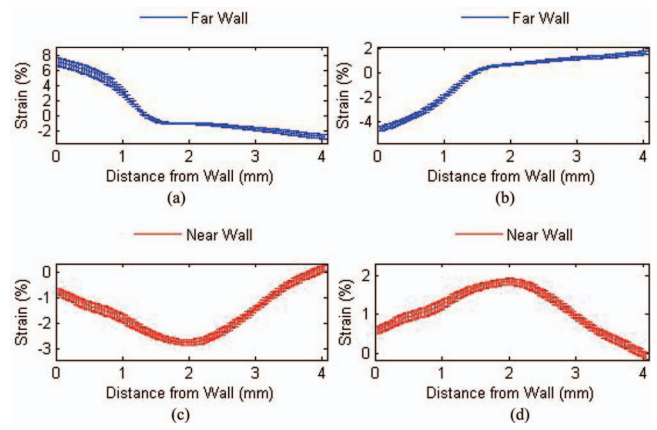 Far Wall
Strain (%)
8
6
4
2
0
-2
0 1 2 3 4
Distance from Wall (mm)
(a)
Far Wall
Strain (%)
2
0
-2
-4
0 1 2 3 4
Distance from Wall (mm)
(b)
Near Wall
Strain (%)
0
-1
-2
-3
0 1 2 3 4
Distance from Wall (mm)
(c)
Near Wall
Strain (%)
2
1
0
0 1 2 3 4
Distance from Wall (mm)
(d)